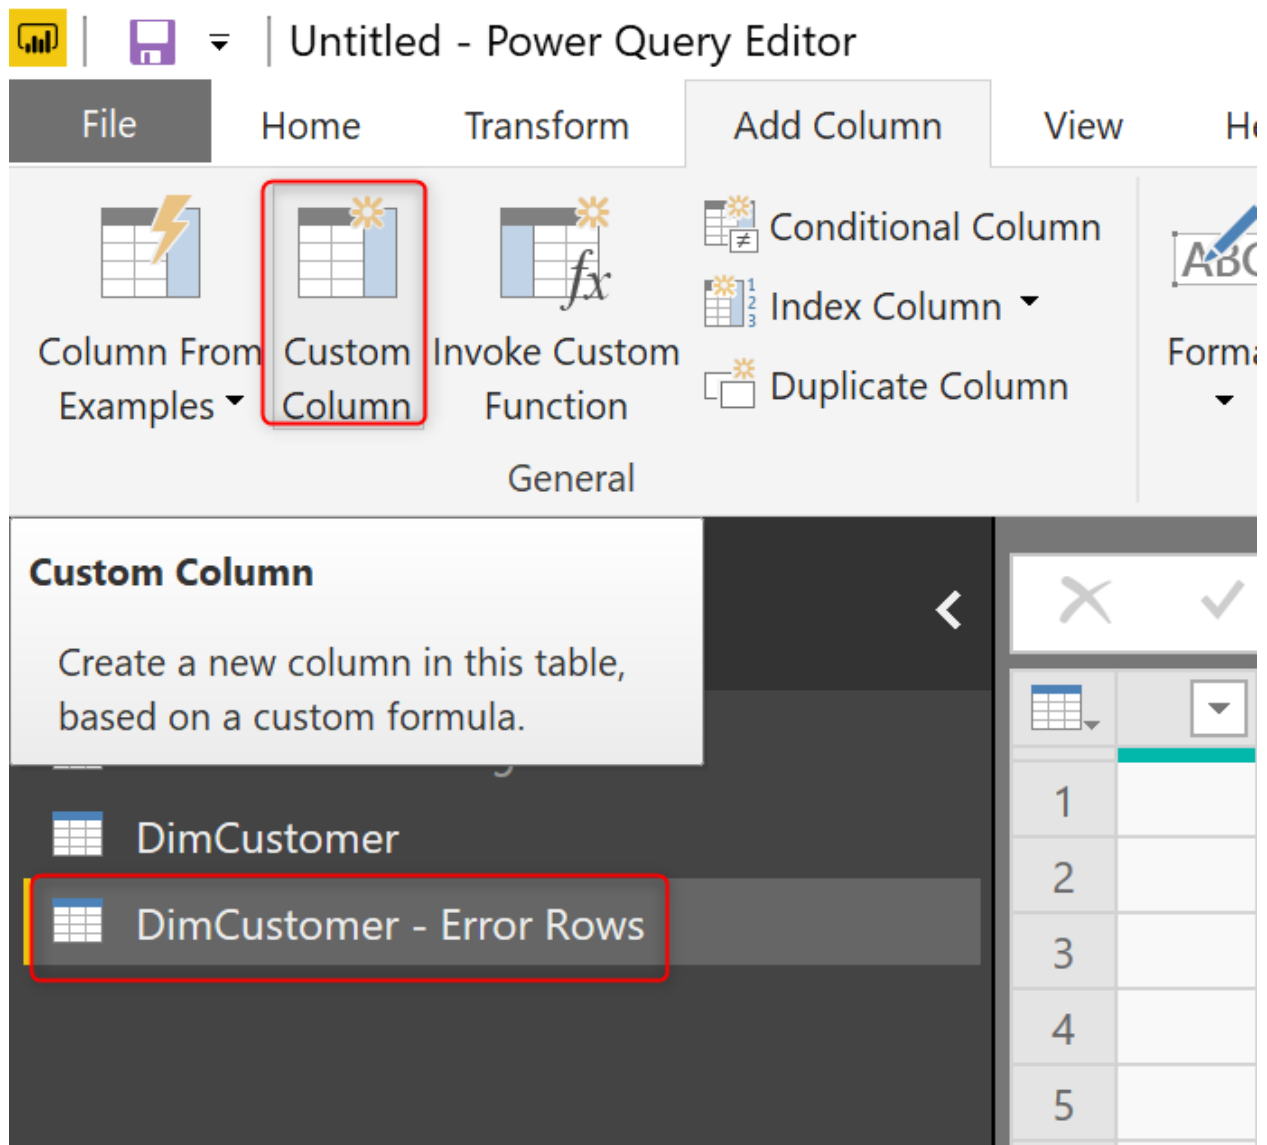 Untitled - Power Query Editor
File Home Transform Add Column View
Column From Examples
Custom Column
Invoke Custom Function
Conditional Column
Index Column
Duplicate Column
General
Custom Column
Create a new column in this table,
based on a custom formula.
DimCustomer
DimCustomer - Error Rows
1
2
3
4
5